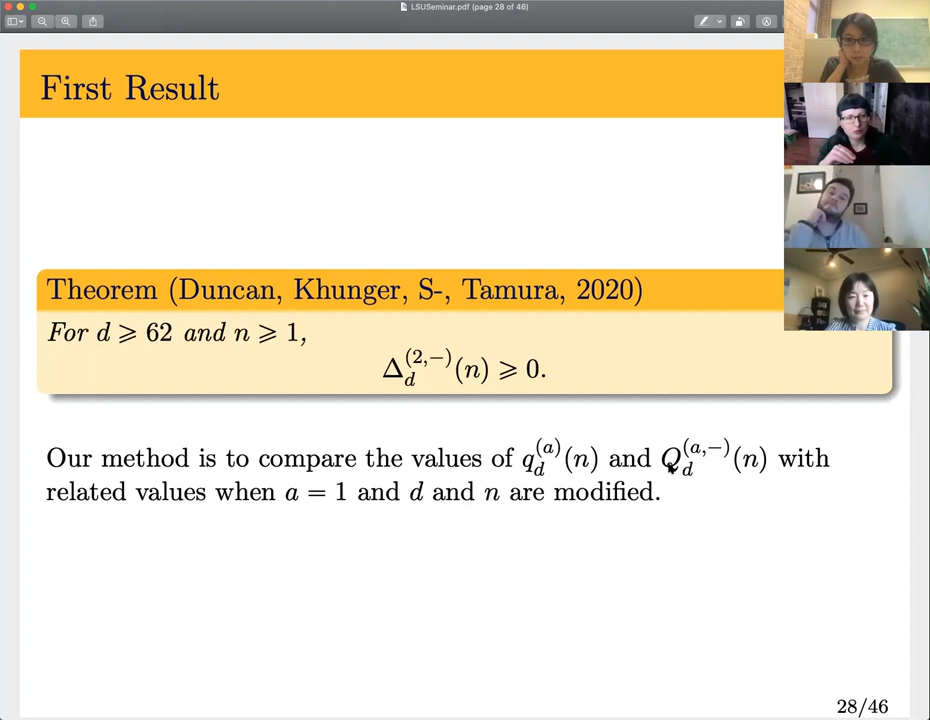 LSUSeminar.pdf (page 28 of 46)
First Result
Theorem (Duncan, Khunger, S-, Tamura, 2020)
For d ⩾ 62 and n ⩾ 1,
Δ_d^{(2,−)}(n) ⩾ 0.
Our method is to compare the values of q_d^{(a)}(n) and Q_d^{(a,−)}(n) with
related values when a = 1 and d and n are modified.
28/46